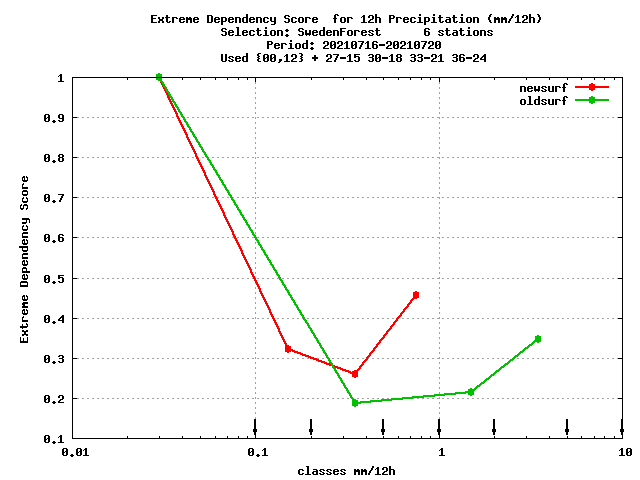 Extreme Dependency Score  for 12h Precipitation (mm/12h)
Selection: SwedenForest      6 stations
Period: 20210716-20210720
Used {00,12} + 27-15 30-18 33-21 36-24
newsurf
oldsurf
1
0.9
0.8
0.7
0.6
0.5
0.4
0.3
0.2
0.1
Extreme Dependency Score
0.01 0.1 1 10
classes mm/12h